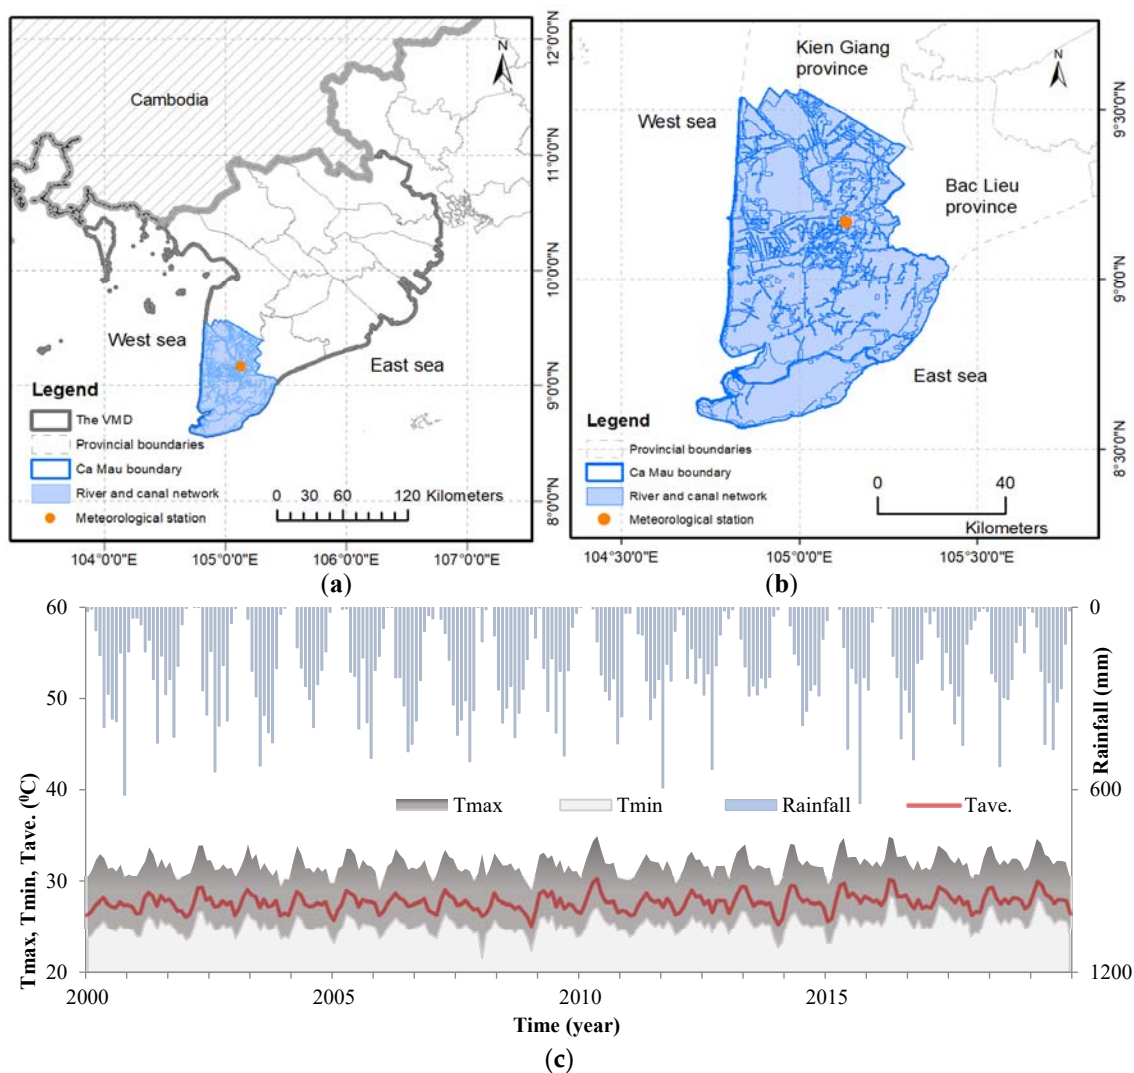 N
Cambodia
West sea
East sea
Legend
The VMD
Provincial boundaries
Ca Mau boundary
River and canal network
Meteorological station
0 30 60 120 Kilometers
12°0'0"N
11°0'0"N
10°0'0"N
9°0'0"N
8°0'0"N
104°0'0"E 105°0'0"E 106°0'0"E 107°0'0"E
(a)
Kien Giang
province
N
West sea
Bac Lieu
province
East sea
Legend
Provincial boundaries
Ca Mau boundary
River and canal network
Meteorological station
0 40
Kilometers
9°30'0"N
9°0'0"N
8°30'0"N
104°30'0"E 105°0'0"E 105°30'0"E
(b)
60
50
40
30
20
Tmax, Tmin, Tave. (⁰C)
0
600
1200
Rainfall (mm)
Tmax Tmin Rainfall Tave.
2000 2005 2010 2015
Time (year)
(c)